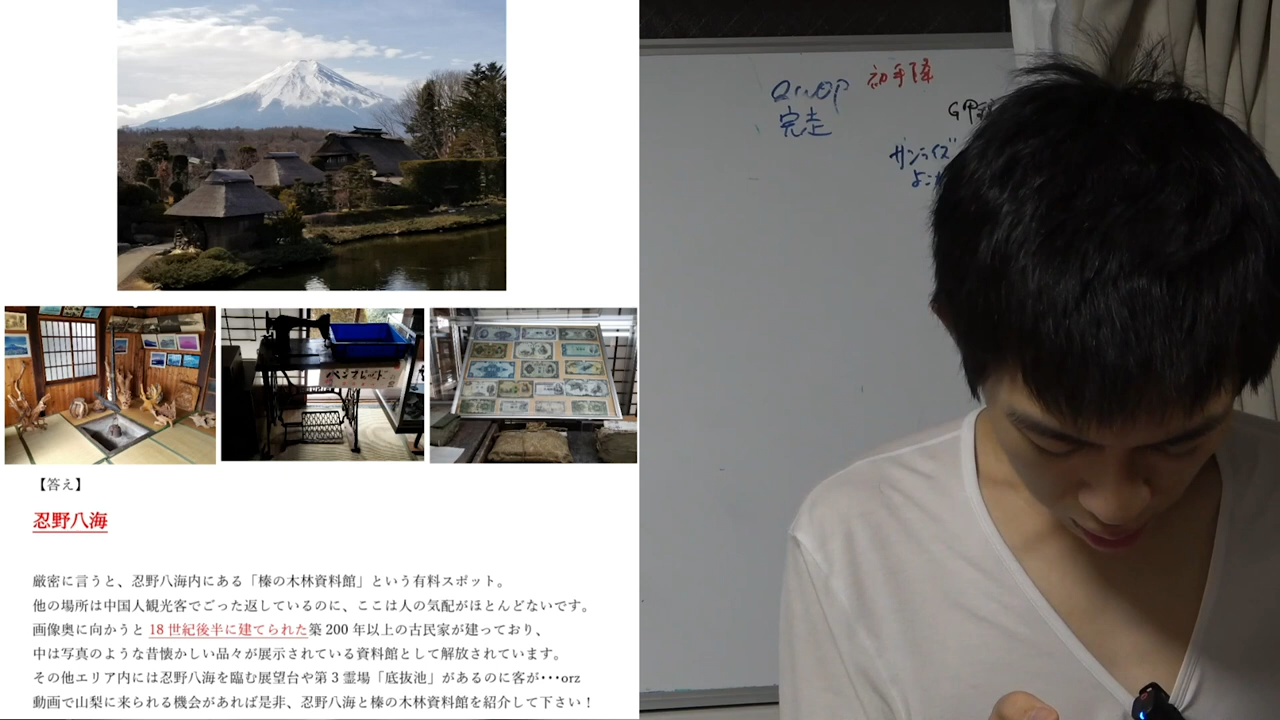 【答え】
忍野八海
厳密に言うと、忍野八海内にある「榛の木林資料館」という有料スポット。
他の場所は中国人観光客でごった返しているのに、ここは人の気配がほとんどないです。
画像奥に向かうと 18 世紀後半に建てられた築 200 年以上の古民家が建っており、
中は写真のような昔懐かしい品々が展示されている資料館として解放されています。
その他エリア内には忍野八海を臨む展望台や第 3 霊場「底抜池」があるのに客が･･･orz
動画で山梨に来られる機会があれば是非、忍野八海と榛の木林資料館を紹介して下さい！
初手降
完走
サンライズ